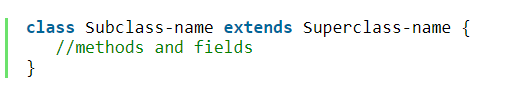 class Subclass-name extends Superclass-name {
//methods and fields
}